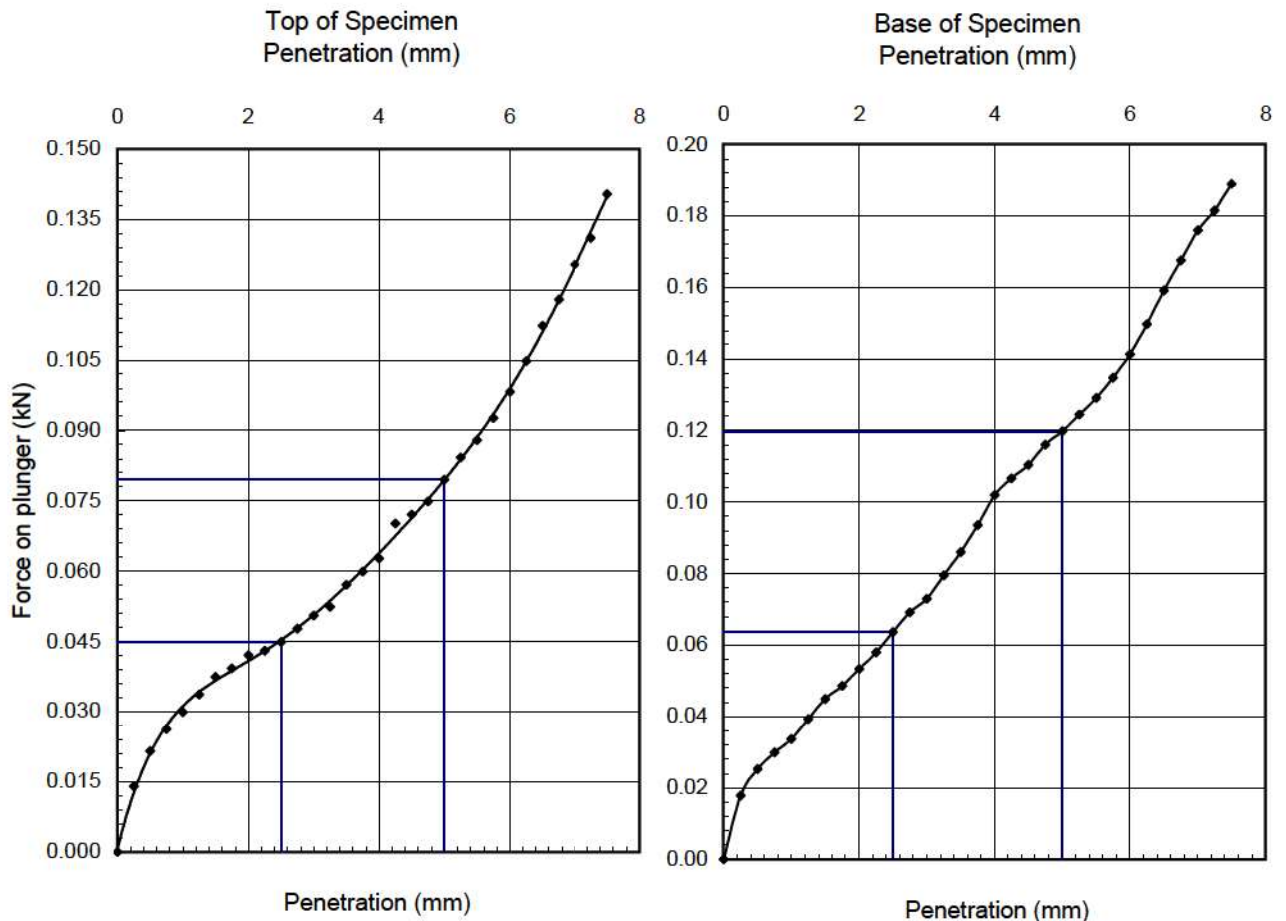 Top of Specimen
Penetration (mm)
0 2 4 6 8
0.150
0.135
0.120
0.105
0.090
0.075
0.060
0.045
0.030
0.015
0.000
Force on plunger (kN)
Penetration (mm)
Base of Specimen
Penetration (mm)
0 2 4 6 8
0.20
0.18
0.16
0.14
0.12
0.10
0.08
0.06
0.04
0.02
0.00
Penetration (mm)